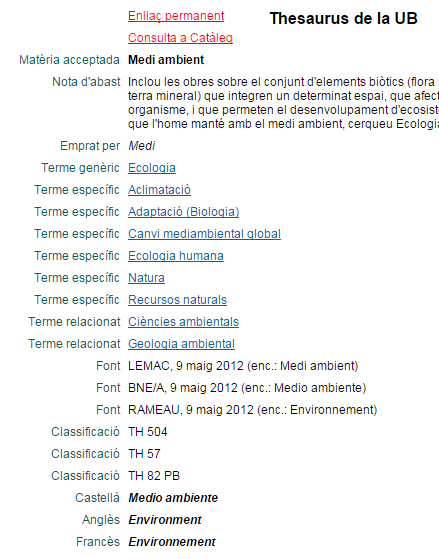 Enllaç permanent
Thesaurus de la UB
Consulta a Catàleg
Matèria acceptada Medi ambient
Nota d'abast Inclou les obres sobre el conjunt d'elements biòtics (flora
terra mineral) que integren un determinat espai, que afec
organisme, i que permeten el desenvolupament d'ecosist
que l'home manté amb el medi ambient, cerqueu Ecologi
Emprat per Medi
Terme genèric Ecologia
Terme específic Aclimatació
Terme específic Adaptació (Biologia)
Terme específic Canvi mediambiental global
Terme específic Ecologia humana
Terme específic Natura
Terme específic Recursos naturals
Terme relacionat Ciències ambientals
Terme relacionat Geologia ambiental
Font LEMAC, 9 maig 2012 (enc.: Medi ambient)
Font BNE/A, 9 maig 2012 (enc.: Medio ambiente)
Font RAMEAU, 9 maig 2012 (enc.: Environnement)
Classificació TH 504
Classificació TH 57
Classificació TH 82 PB
Castellà Medio ambiente
Anglès Environment
Francès Environnement